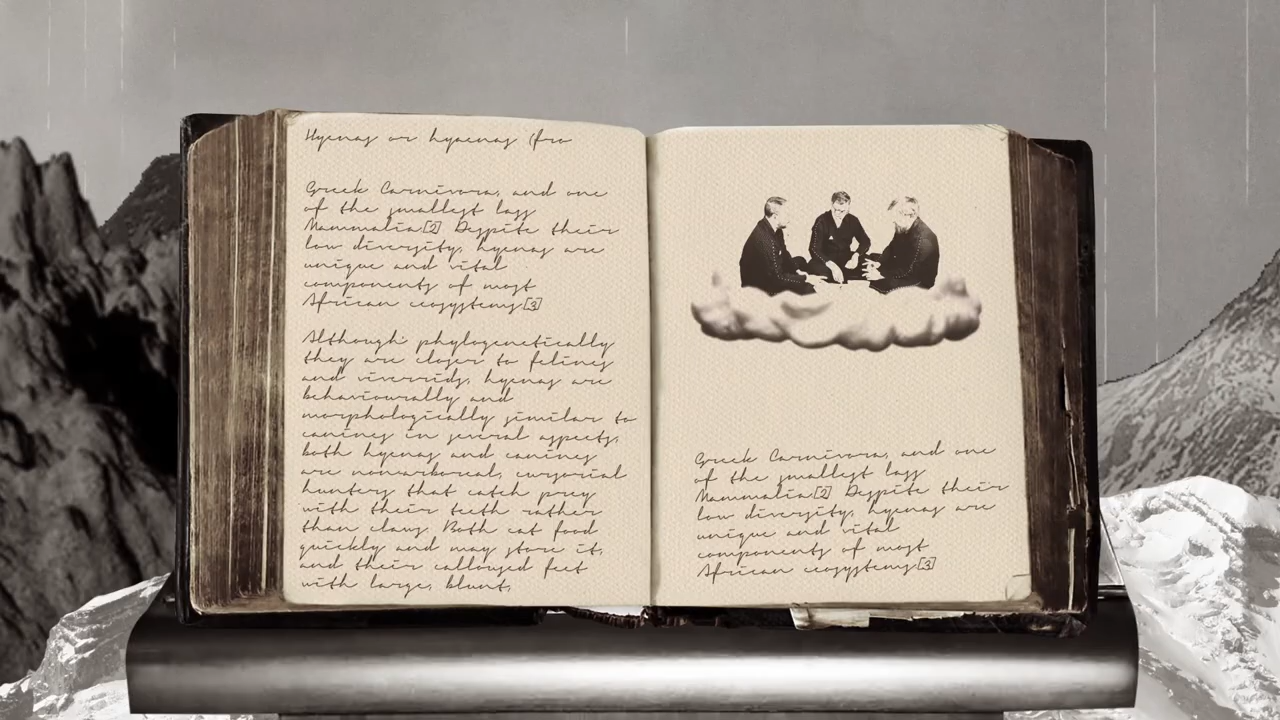 Hyenas or hyaenas (fro
Greek Carnivora, and one
of the smallest lass
Mammalia[2] Despite their
low diversity, hyenas are
unique and vital
components of most
African ecosystems[3]
Although phylogenetically
they are closer to felines
and viverrids, hyenas are
behaviourally and
morphologically similar to
canines in several aspects,
both hyenas and canines
are nonarboreal, cursorial
hunters that catch prey
with their teeth rather
than claws. Both eat food
quickly and may store it,
and their calloused feet
with large, blunt,
Greek Carnivora, and one
of the smallest lass
Mammalia[2] Despite their
low diversity, hyenas are
unique and vital
components of most
African ecosystems[3]